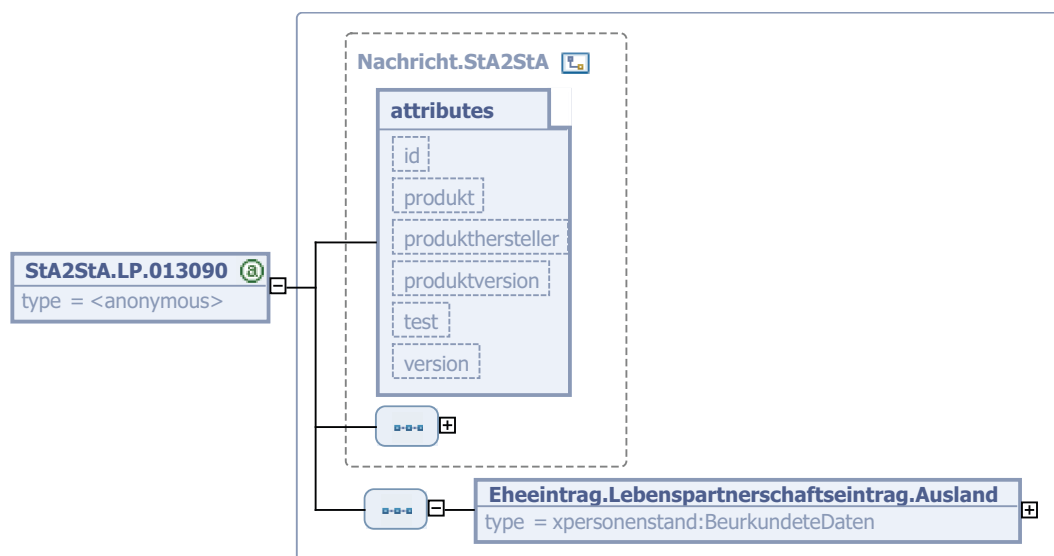 Nachricht.StA2StA
attributes
id
produkt
produkthersteller
produktversion
test
version
StA2StA.LP.013090
type = <anonymous>
Eheeintrag.Lebenspartnerschaftseintrag.Ausland
type = xpersonenstand:BeurkundeteDaten